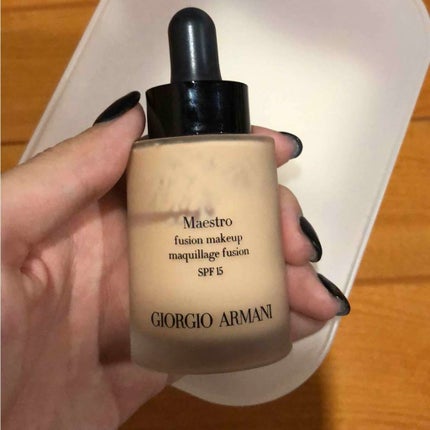 Maestro
fusion makeup
maquillage fusion
SPF 15
GIORGIO ARMANI